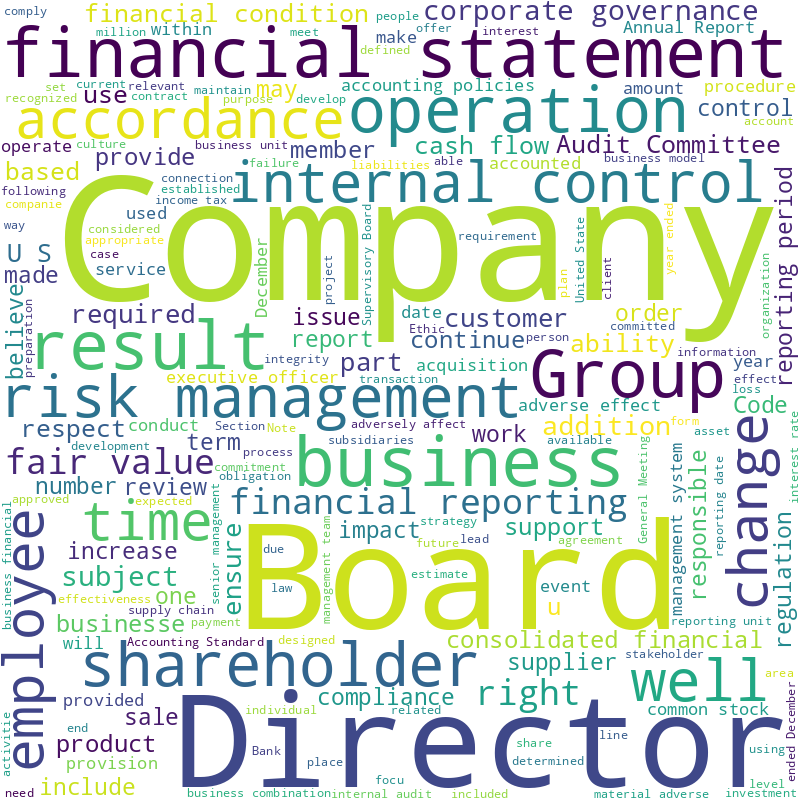 comply
financial condition
corporate governance
people
million
within
meet
make
offer
interest
Annual Report
defined
financial statement
set
current
relevant
maintain
accounting policies
amount
procedure
recognized
contract
purpose
develop
use
may
operation
control
account
accordance
operate
culture
business unit
member
cash flow
Audit Committee
based
provide
failure
liabilities
able
accounted
business model
following
connection
established
income tax
internal control
companie
used
way
considered
appropriate
Company
requirement
U S
case
service
December
project
Supervisory Board
plan
United State
client
year ended
organization
reporting period
made
believe
preparation
required
issue
date
customer
order
Ethic
person
committed
result
report
continue
ability
information
integrity
part
acquisition
Group
year
executive officer
transaction
effect
loss
risk management
adverse effect
Code
respect
conduct
Section
Note
adversely affect
addition
form
asset
term
subsidiaries
work
available
development
process
commitment
obligation
fair value
business
General Meeting
management system
responsible
reporting date
change
interest rate
number
review
approved
expected
financial reporting
time
senior management
ensure
management team
impact
strategy
support
future
lead
agreement
regulation
increase
due
Board
employee
business financial
subject
one
law
estimate
event
effectiveness
supply chain
u
businesse
payment
reporting unit
will
Accounting Standard
designed
consolidated financial
shareholder
supplier
stakeholder
well
area
provided
compliance
right
activitie
sale
individual
related
common stock
end
Director
line
ended December
product
Bank
place
share
determined
using
provision
need
include
focu
level
business combination
internal audit
included
material adverse
investment